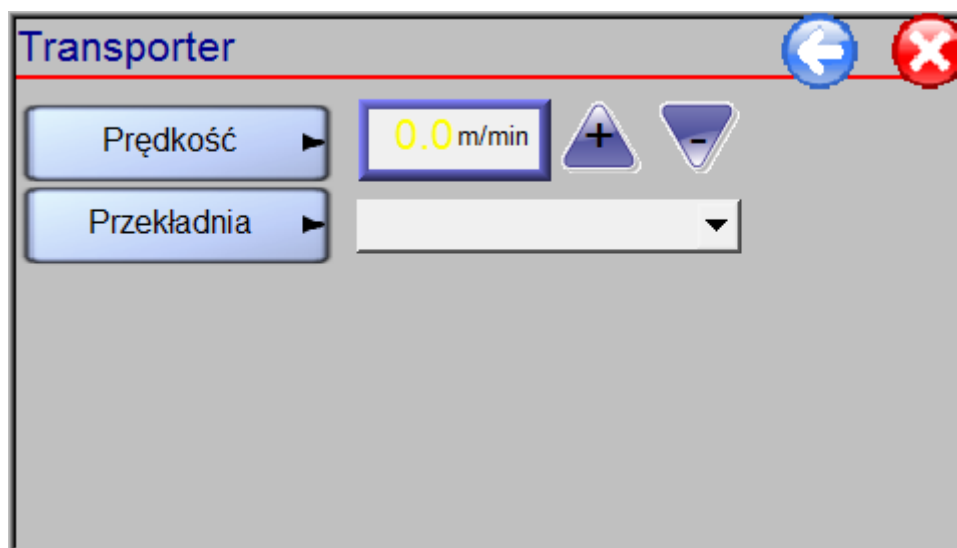 Transporter
Prędkość
0.0 m/min
+
-
Przekładnia